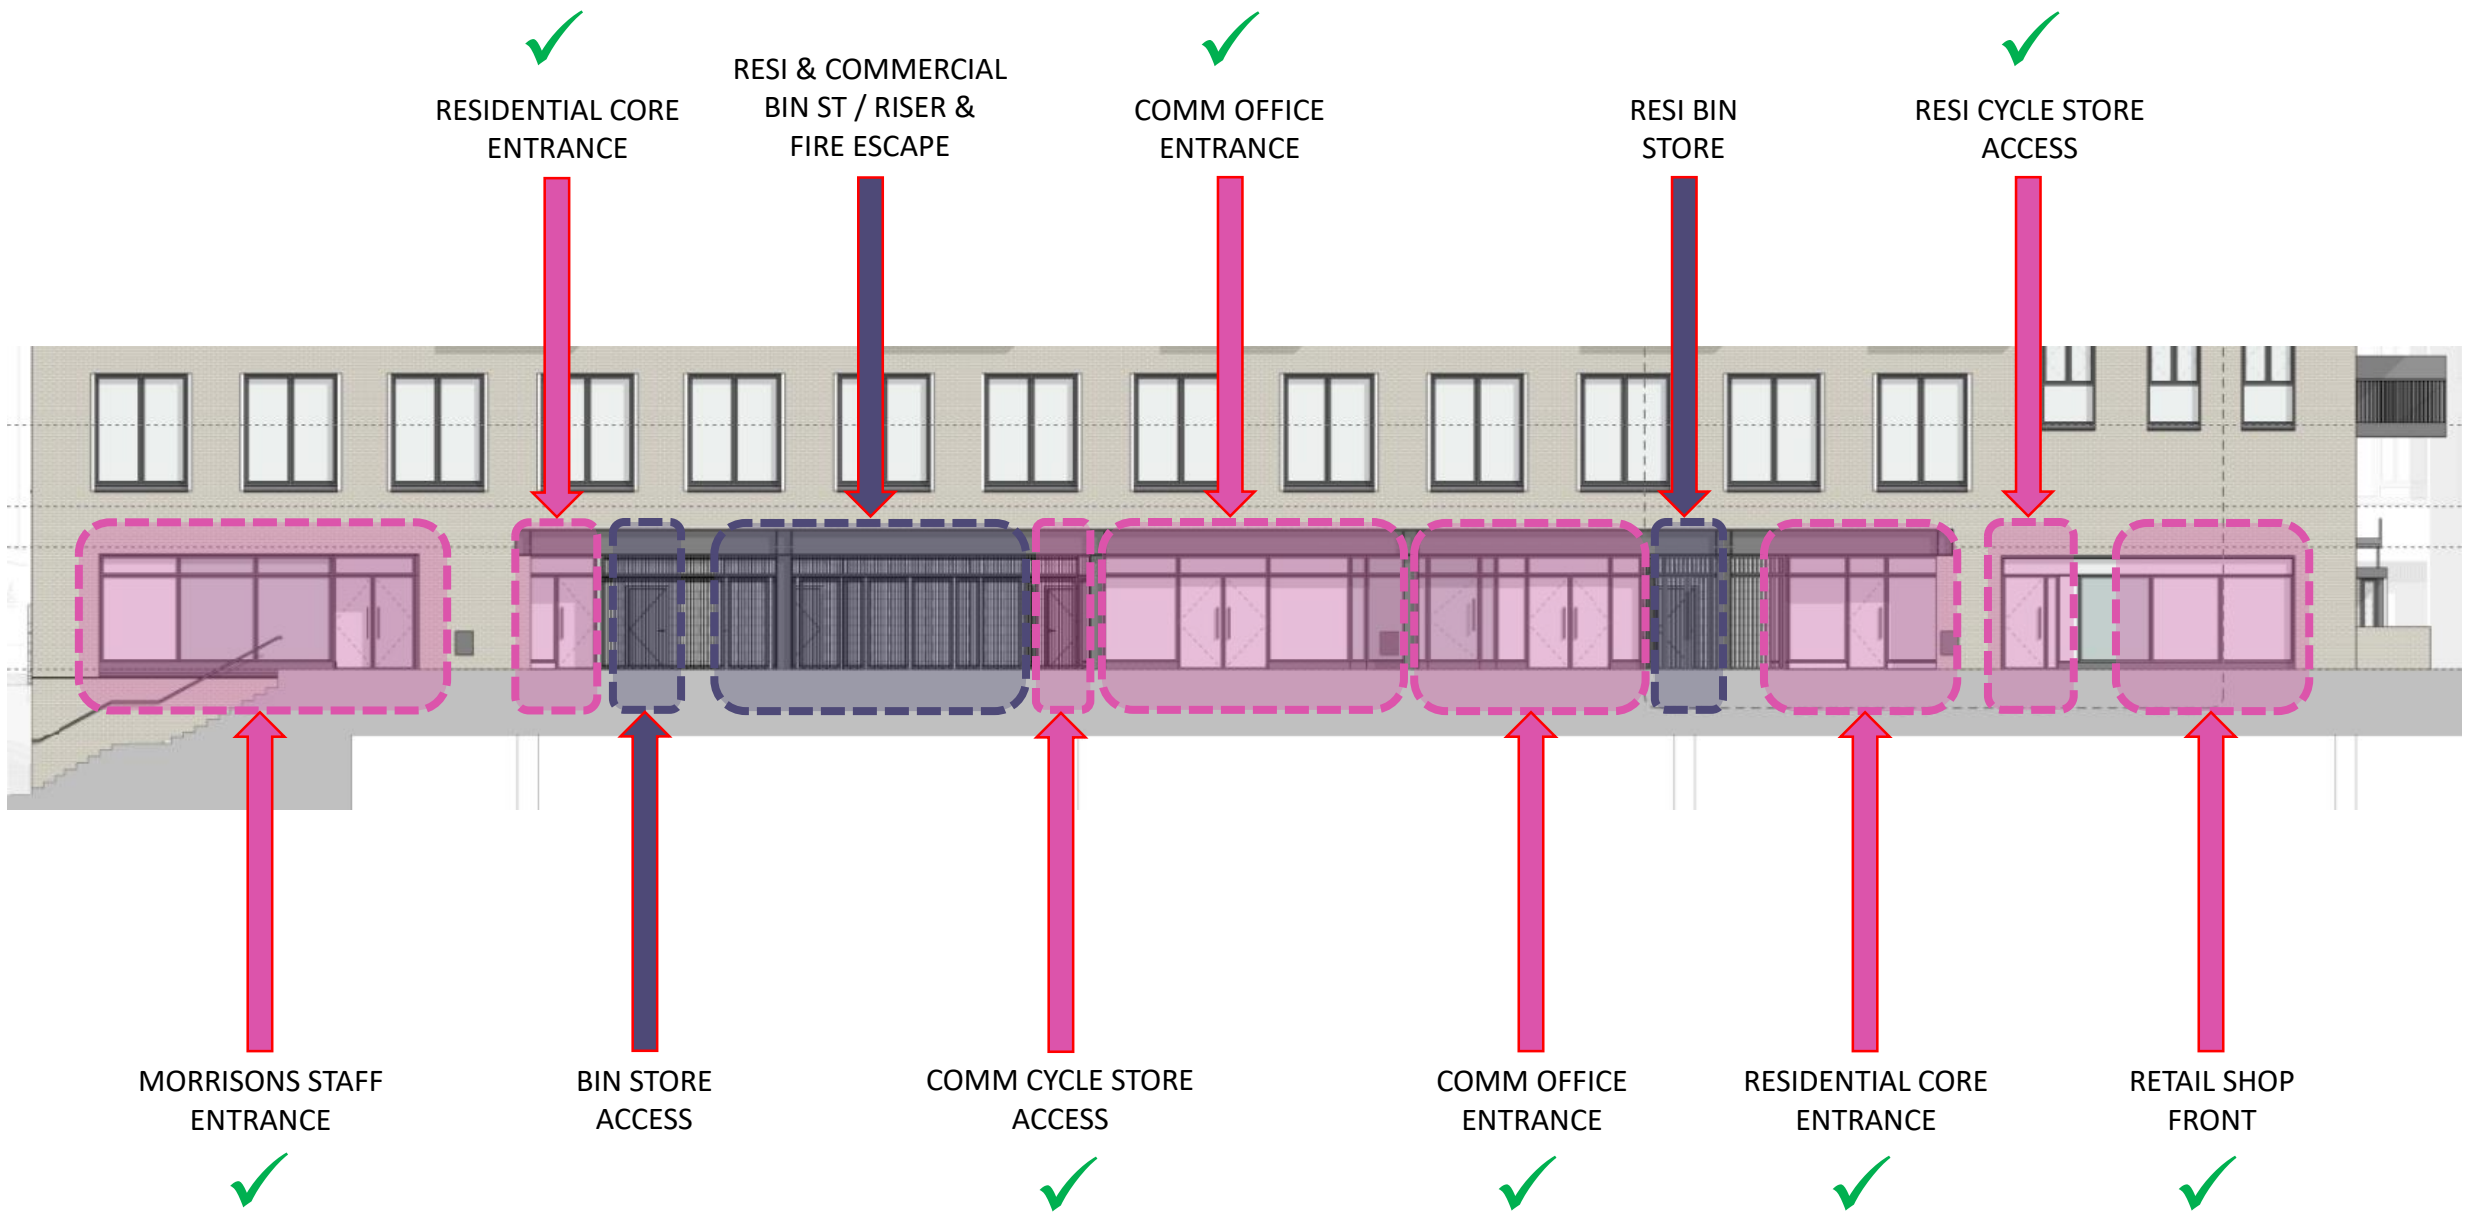 RESIDENTIAL CORE
ENTRANCE
RESI & COMMERCIAL
BIN ST / RISER &
FIRE ESCAPE
COMM OFFICE
ENTRANCE
RESI BIN
STORE
RESI CYCLE STORE
ACCESS
MORRISONS STAFF
ENTRANCE
BIN STORE
ACCESS
COMM CYCLE STORE
ACCESS
COMM OFFICE
ENTRANCE
RESIDENTIAL CORE
ENTRANCE
RETAIL SHOP
FRONT